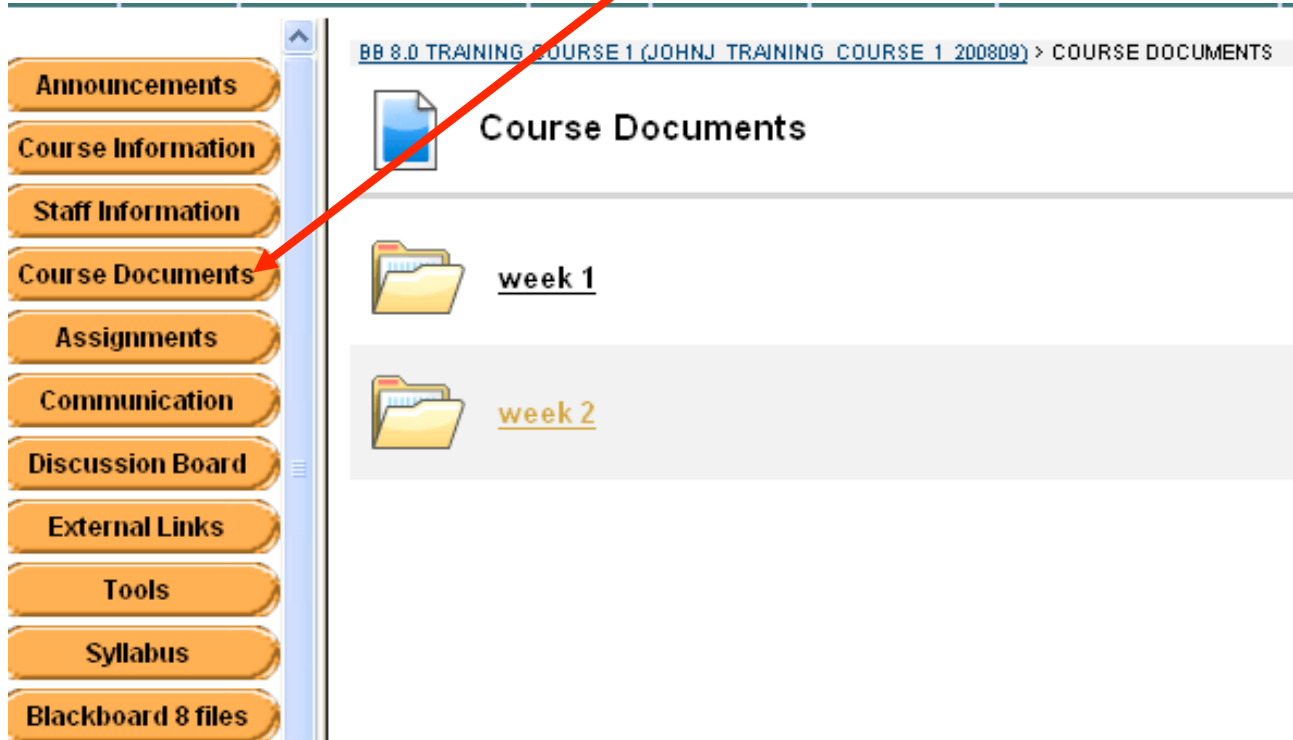 Announcements
Course Information
Staff Information
Course Documents
Assignments
Communication
Discussion Board
External Links
Tools
Syllabus
Blackboard 8 files
BB 8.0 TRAINING COURSE 1 (JOHNJ_TRAINING_COURSE_1_200809) > COURSE DOCUMENTS
Course Documents
week 1
week 2